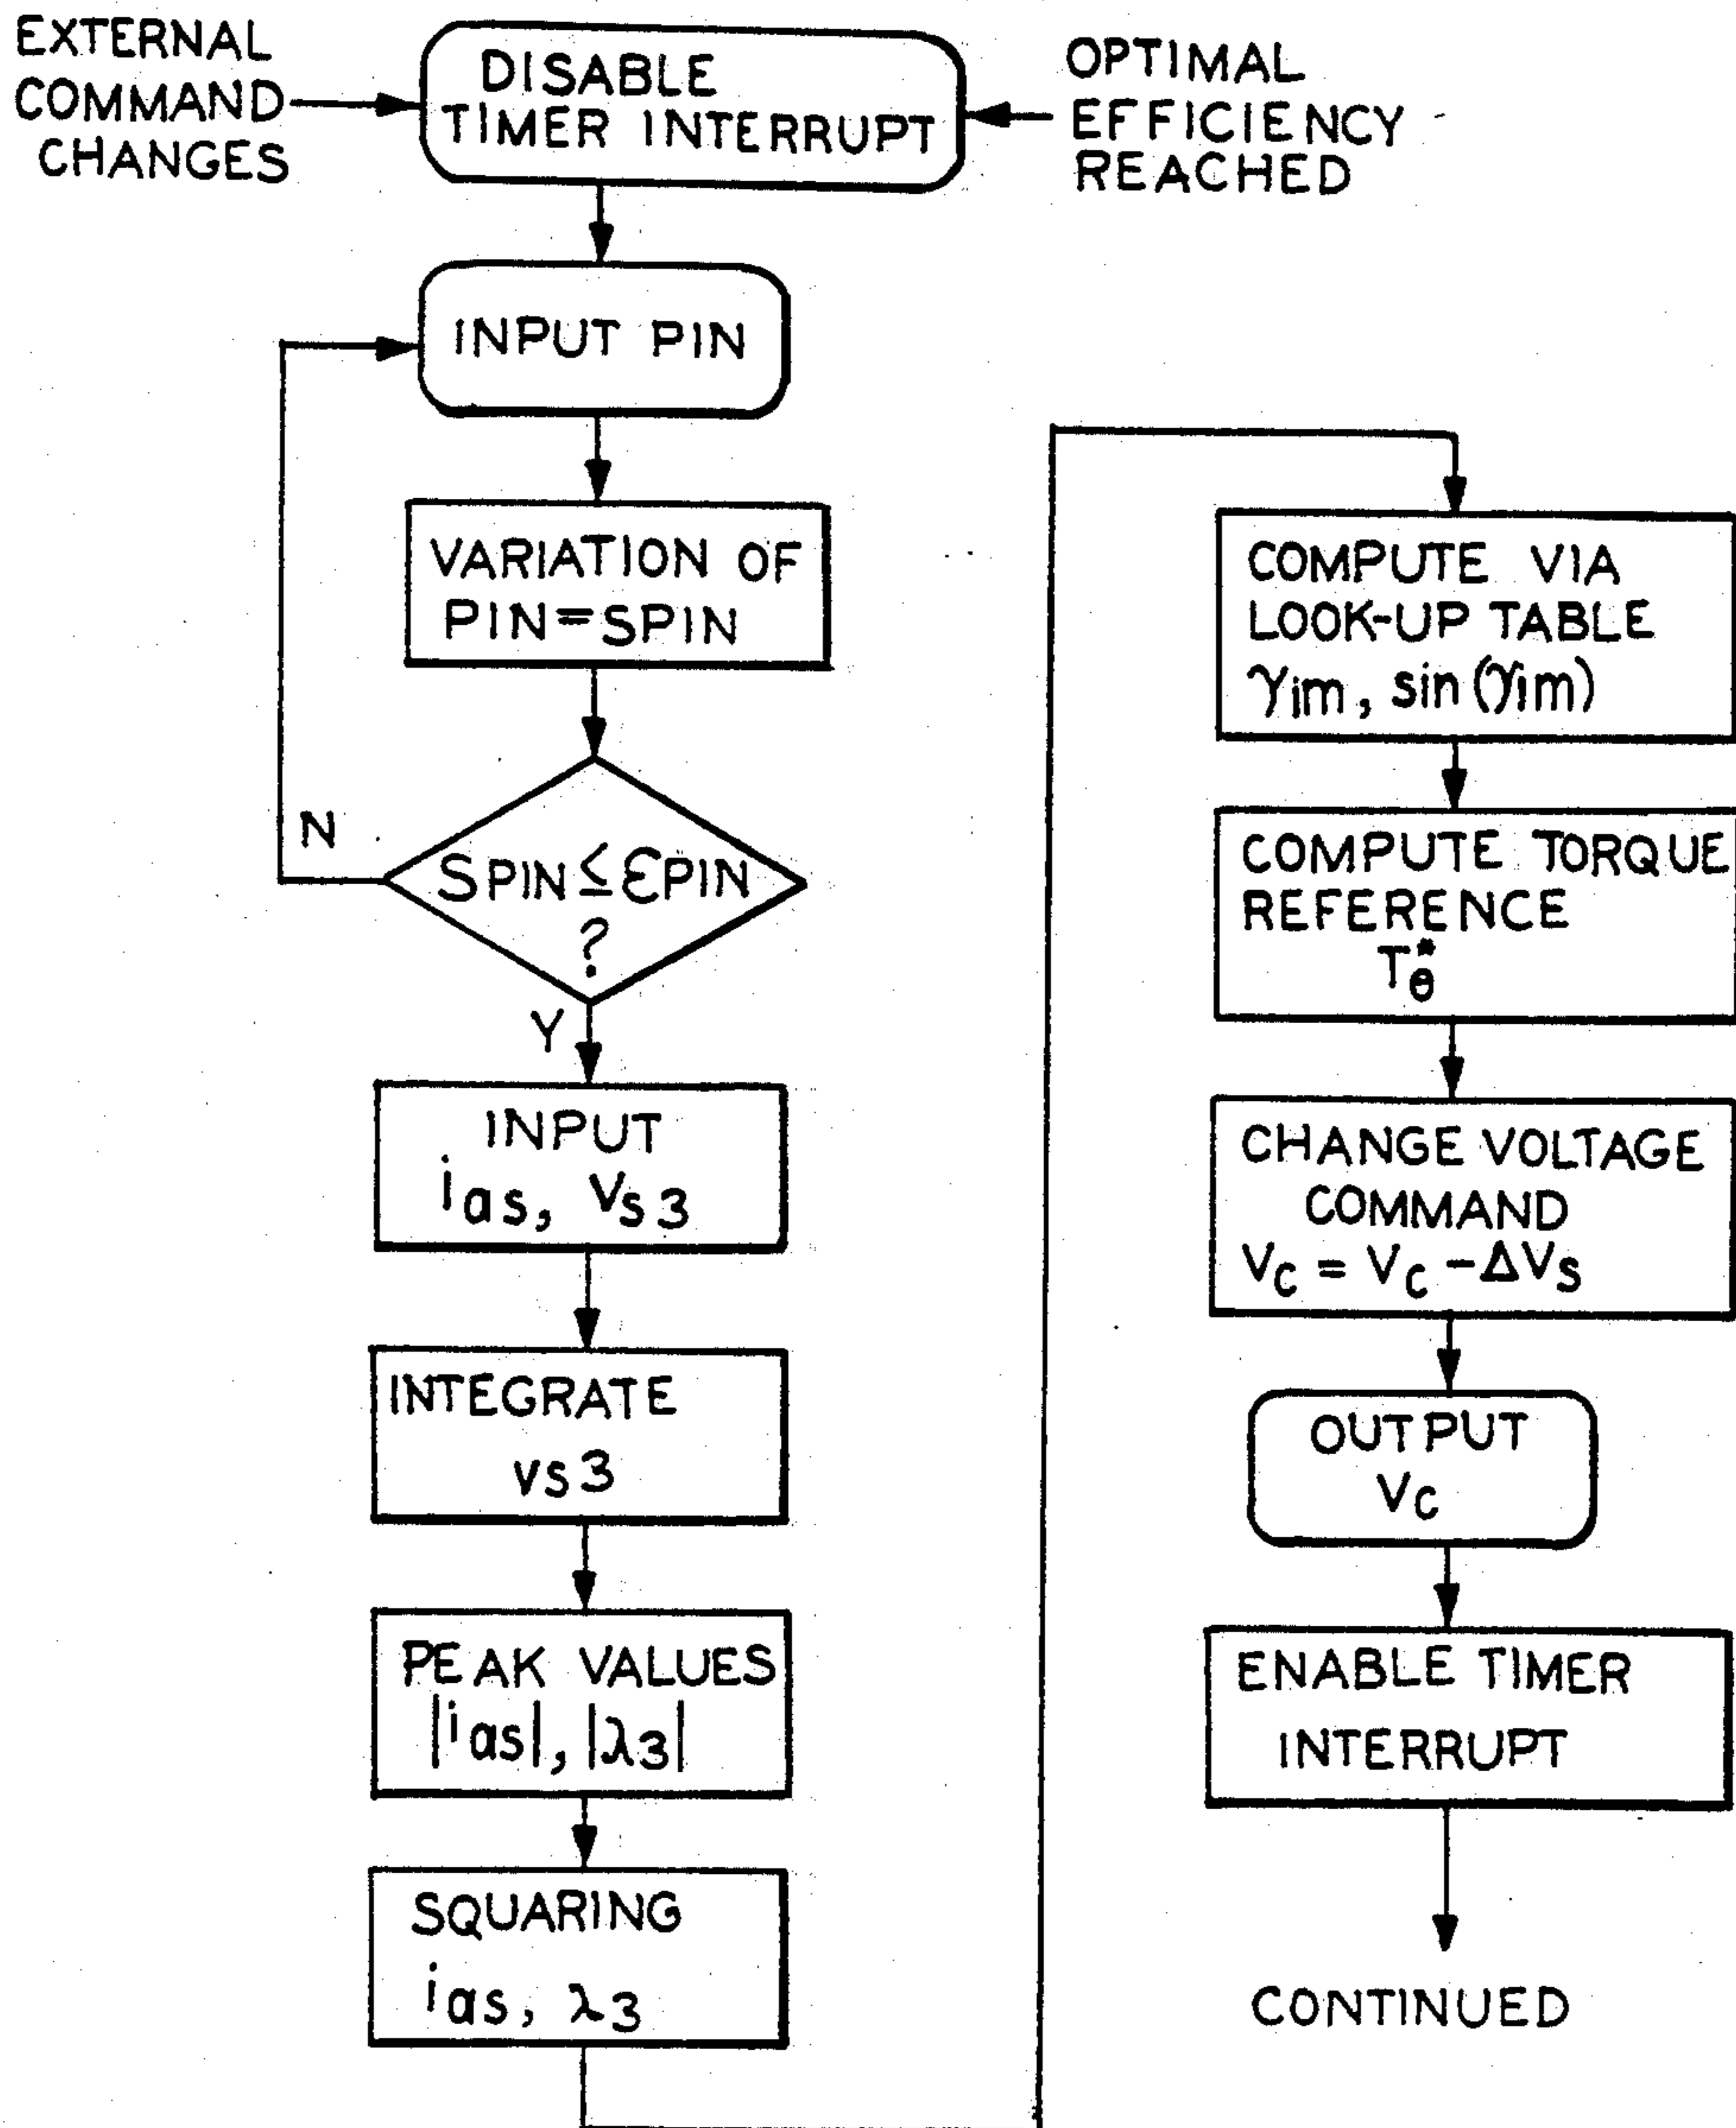 EXTERNAL
COMMAND
CHANGES
DISABLE
TIMER INTERRUPT
OPTIMAL
EFFICIENCY
REACHED
INPUT PIN
VARIATION OF
PIN=SPIN
N
SPIN≤εPIN
?
Y
INPUT
ias, Vs3
INTEGRATE
vs3
PEAK VALUES
|ias|, |λ3|
SQUARING
ias, λ3
COMPUTE VIA
LOOK-UP TABLE
γim, sin(γim)
COMPUTE TORQUE
REFERENCE
Te*
CHANGE VOLTAGE
COMMAND
Vc = Vc -ΔVs
OUTPUT
Vc
ENABLE TIMER
INTERRUPT
CONTINUED